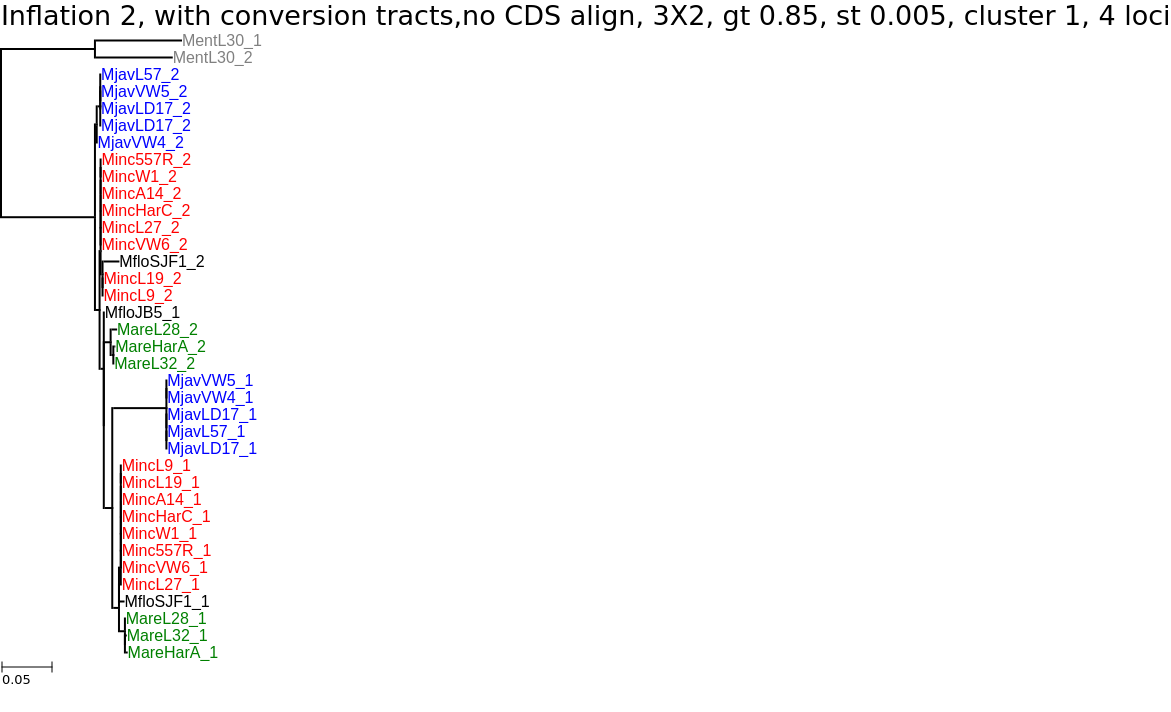 Inflation 2, with conversion tracts,no CDS align, 3X2, gt 0.85, st 0.005, cluster 1, 4 loci
MentL30_1
MentL30_2
MjavL57_2
MjavVW5_2
MjavLD17_2
MjavLD17_2
MjavVW4_2
Minc557R_2
MincW1_2
MincA14_2
MincHarC_2
MincL27_2
MincVW6_2
MfloSJF1_2
MincL19_2
MincL9_2
MfloJB5_1
MareL28_2
MareHarA_2
MareL32_2
MjavVW5_1
MjavVW4_1
MjavLD17_1
MjavL57_1
MjavLD17_1
MincL9_1
MincL19_1
MincA14_1
MincHarC_1
MincW1_1
Minc557R_1
MincVW6_1
MincL27_1
MfloSJF1_1
MareL28_1
MareL32_1
MareHarA_1
0.05